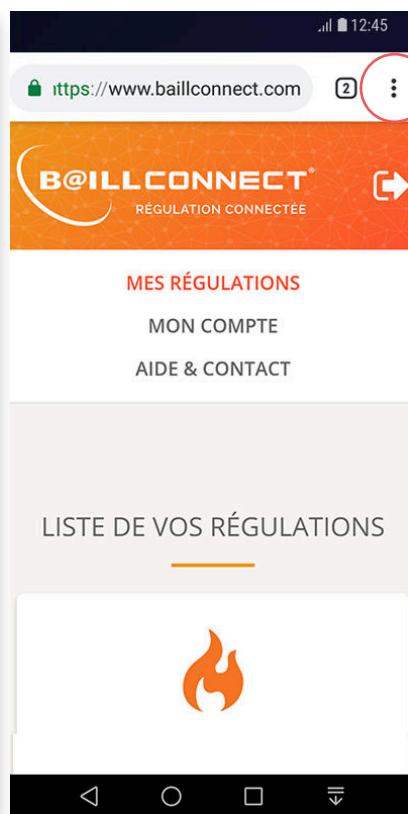 12:45
https://www.baillconnect.com
2
B@ILLCONNECT®
RÉGULATION CONNECTÉE
MES RÉGULATIONS
MON COMPTE
AIDE & CONTACT
LISTE DE VOS RÉGULATIONS